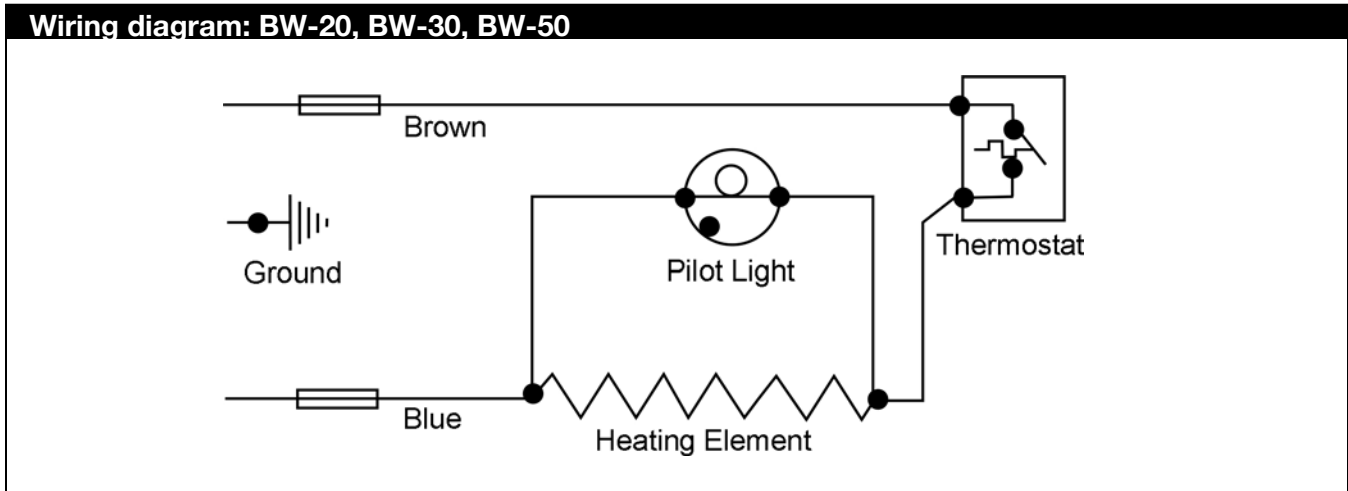 Wiring diagram: BW-20, BW-30, BW-50
Brown
Thermostat
Ground
Pilot Light
Blue
Heating Element